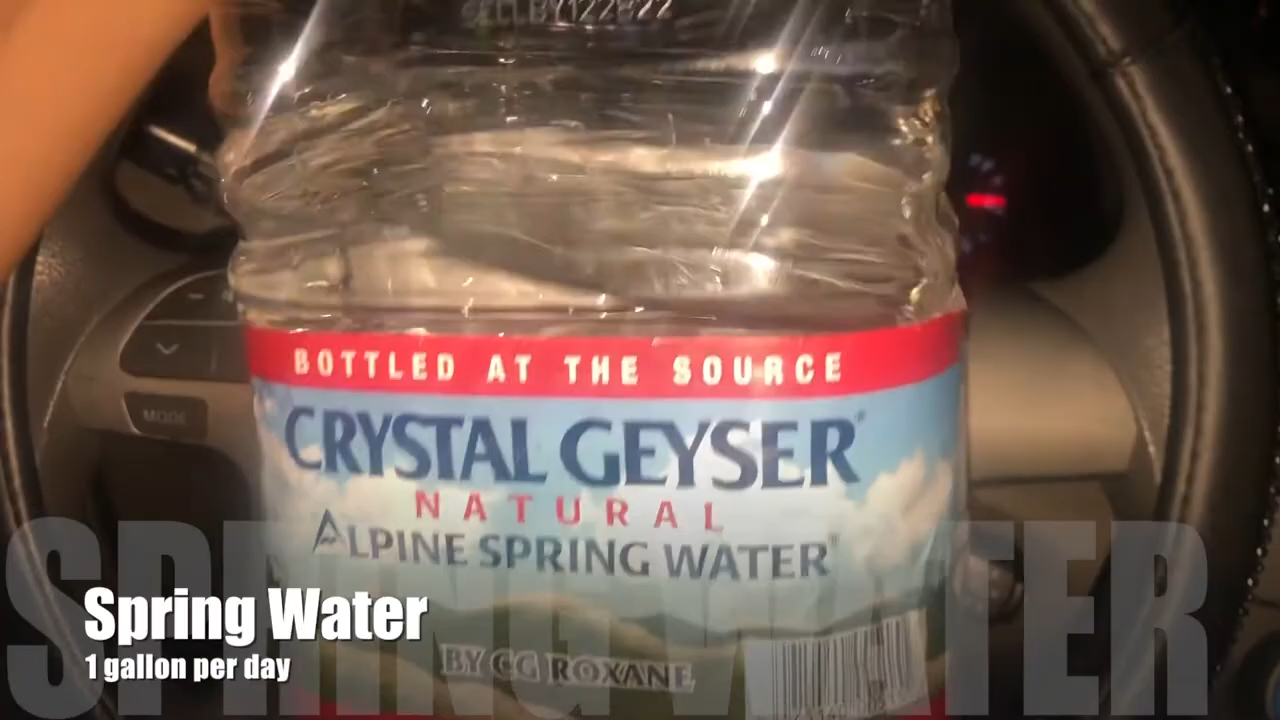 SELLBY122822
BOTTLED AT THE SOURCE
CRYSTAL GEYSER®
NATURAL
ALPINE SPRING WATER®
MODE
BY CG ROXANE
SPRING WATER
Spring Water
1 gallon per day